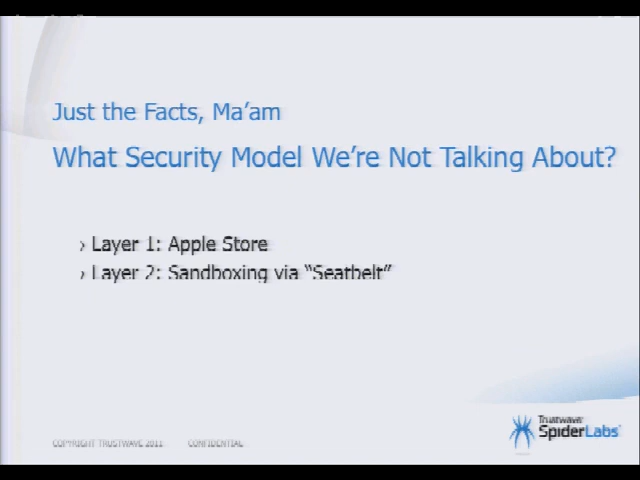 Just the Facts, Ma'am
What Security Model We're Not Talking About?
› Layer 1: Apple Store
› Layer 2: Sandboxing via “Seatbelt”
COPYRIGHT TRUSTWAVE 2011 CONFIDENTIAL
Trustwave®
SpiderLabs®